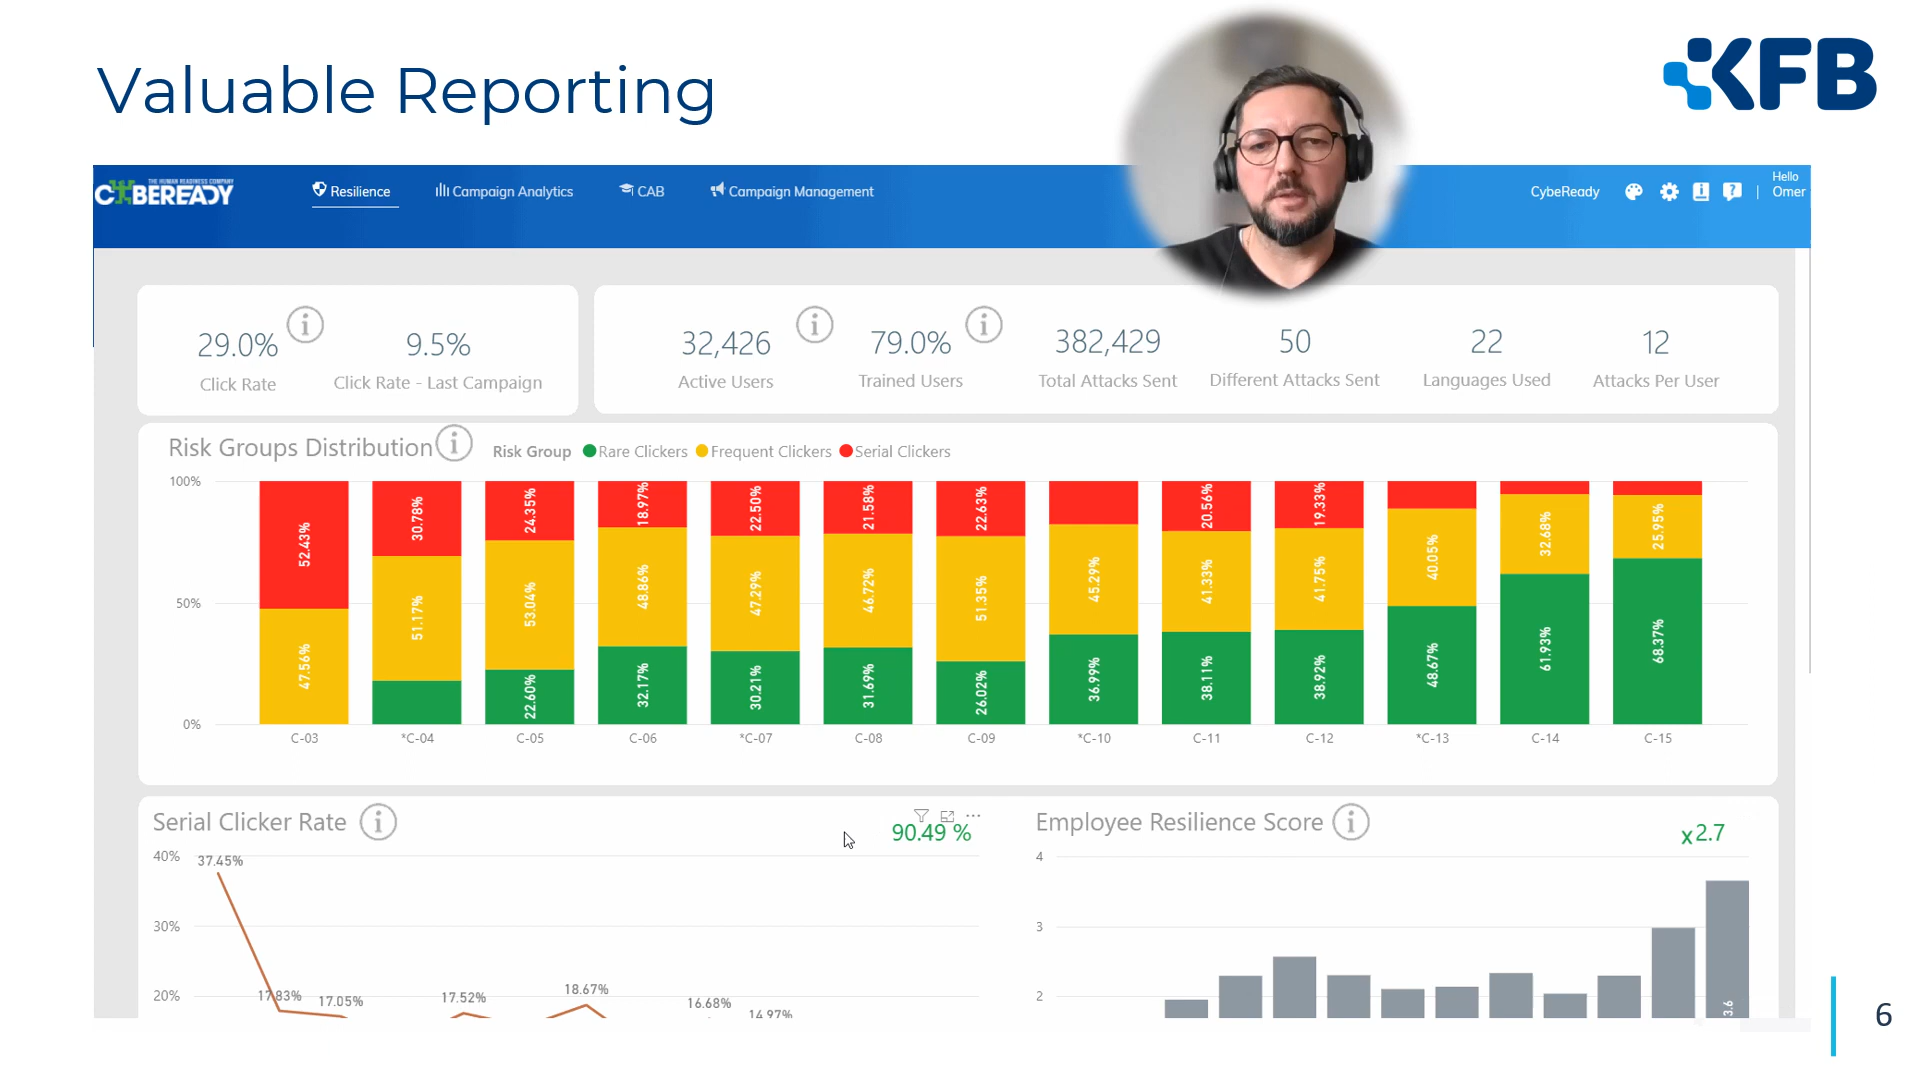 Valuable Reporting
KFB
THE HUMAN READINESS COMPANY
CYBEREADY
Resilience
Campaign Analytics
CAB
Campaign Management
CybeReady
Hello
Omer
29.0%
Click Rate
9.5%
Click Rate - Last Campaign
32,426
Active Users
79.0%
Trained Users
382,429
Total Attacks Sent
50
Different Attacks Sent
22
Languages Used
12
Attacks Per User
Risk Groups Distribution
Risk Group Rare Clickers Frequent Clickers Serial Clickers
100%
50%
0%
52.43%
47.56%
30.78%
51.17%
24.35%
53.04%
22.60%
18.97%
48.86%
32.17%
22.50%
47.29%
30.21%
21.58%
46.72%
31.69%
22.63%
51.35%
26.02%
45.29%
36.99%
20.56%
41.33%
38.11%
19.33%
41.75%
38.92%
40.05%
48.67%
32.68%
61.93%
25.95%
68.37%
C-03 *C-04 C-05 C-06 *C-07 C-08 C-09 *C-10 C-11 C-12 *C-13 C-14 C-15
Serial Clicker Rate
90.49 %
40%
30%
20%
37.45%
17.83%
17.05%
17.52%
18.67%
16.68%
14.97%
Employee Resilience Score
x2.7
4
3
2
3.6
6